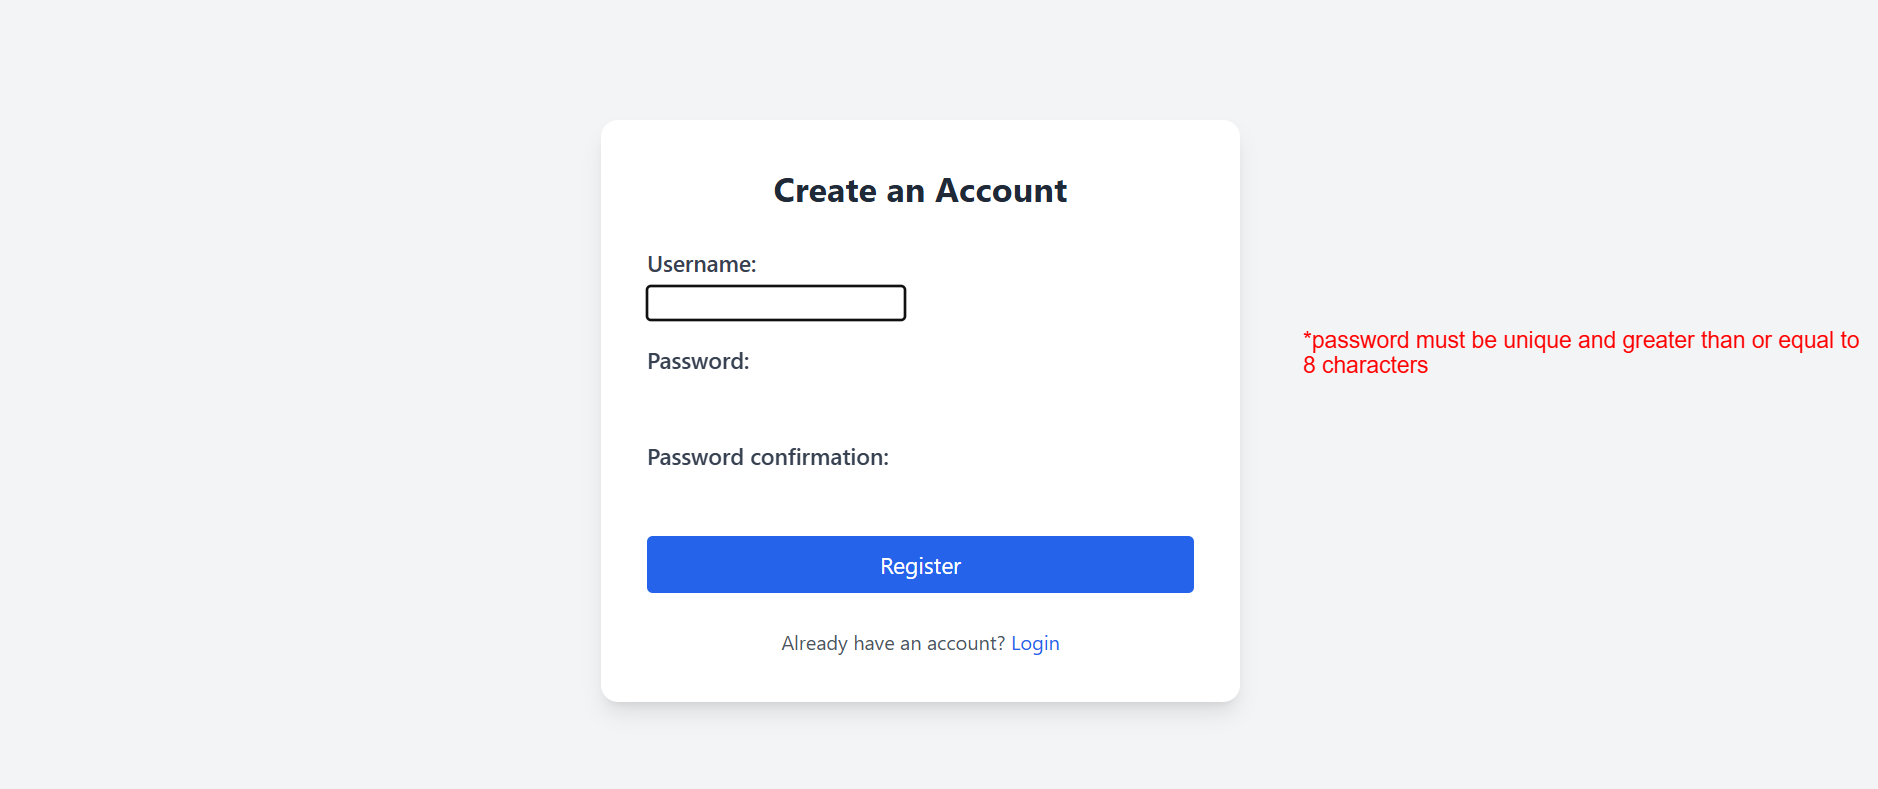 Create an Account
Username:
Password:
Password confirmation:
Register
Already have an account? Login
*password must be unique and greater than or equal to
8 characters